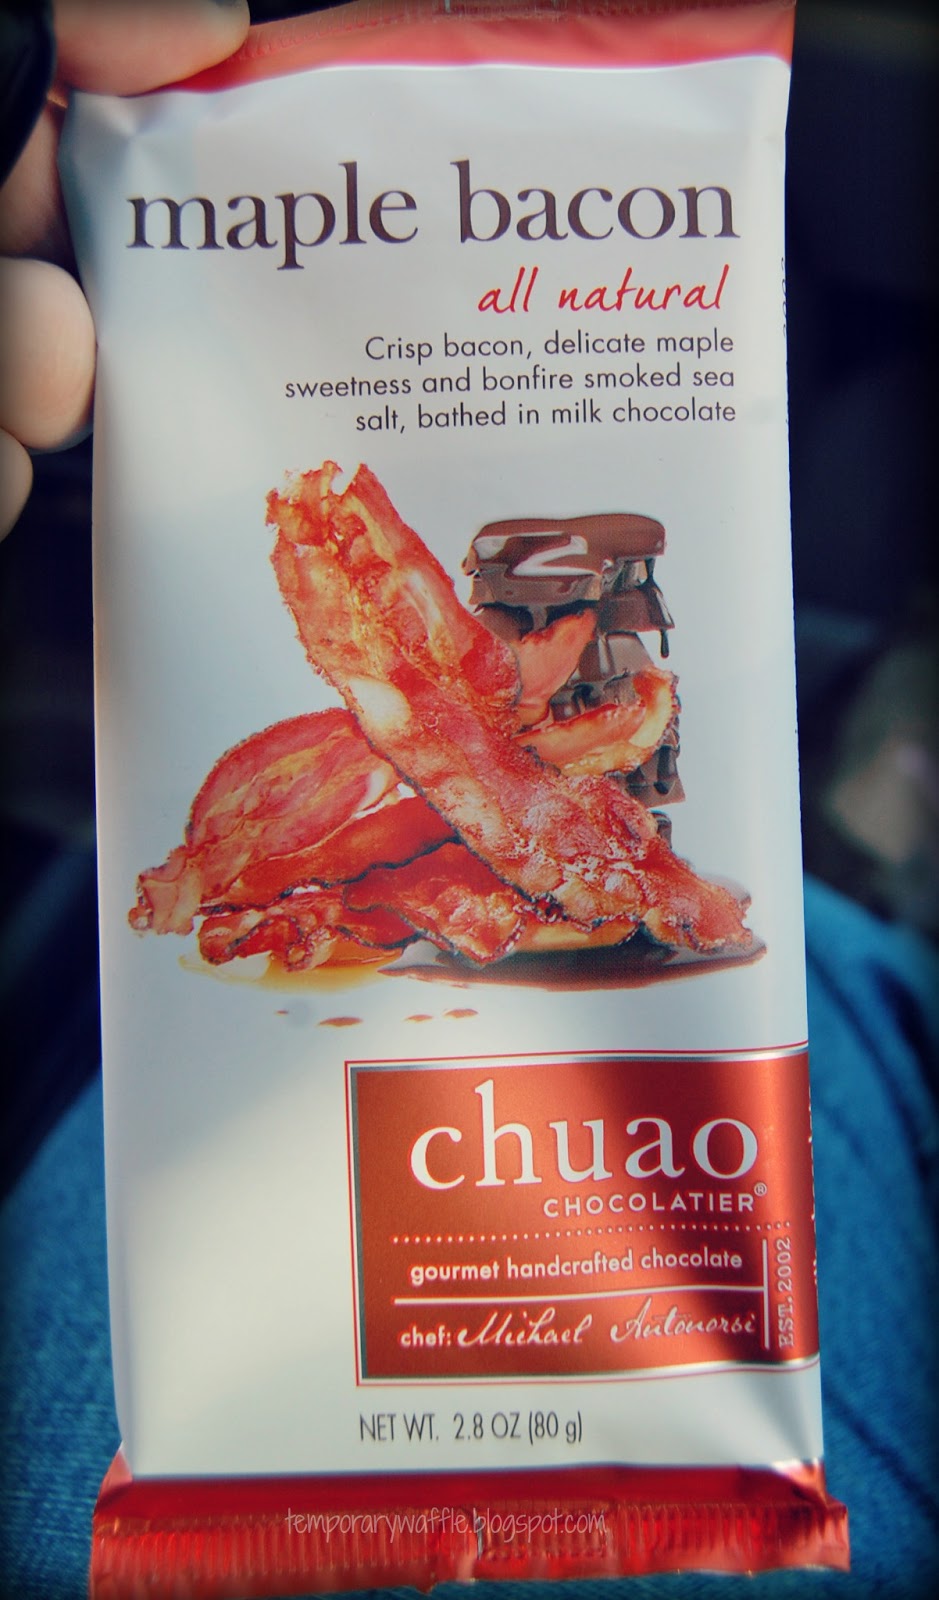 maple bacon
all natural
Crisp bacon, delicate maple
sweetness and bonfire smoked sea
salt, bathed in milk chocolate
chuao
CHOCOLATIER®
gourmet handcrafted chocolate
chef: Michael Antonorsi
EST. 2002
NET WT. 2.8 OZ (80 g)
temporarywaffle.blogspot.com